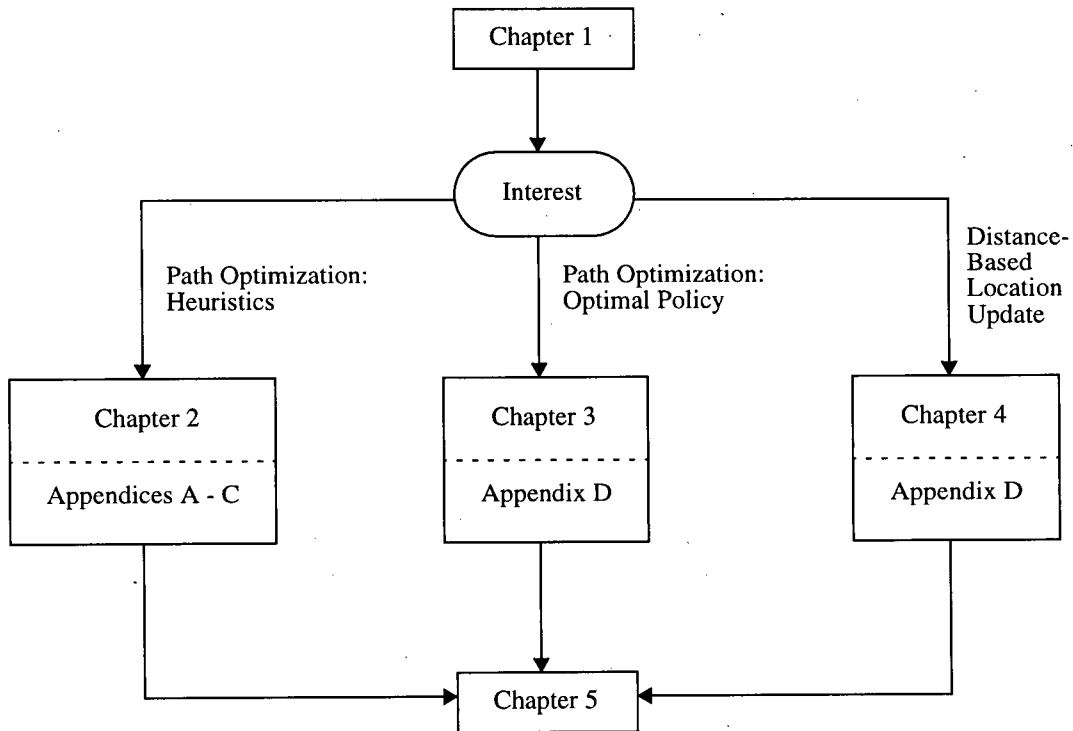 Chapter 1
Interest
Path Optimization:
Heuristics
Path Optimization:
Optimal Policy
Distance-
Based
Location
Update
Chapter 2
Appendices A - C
Chapter 3
Appendix D
Chapter 4
Appendix D
Chapter 5